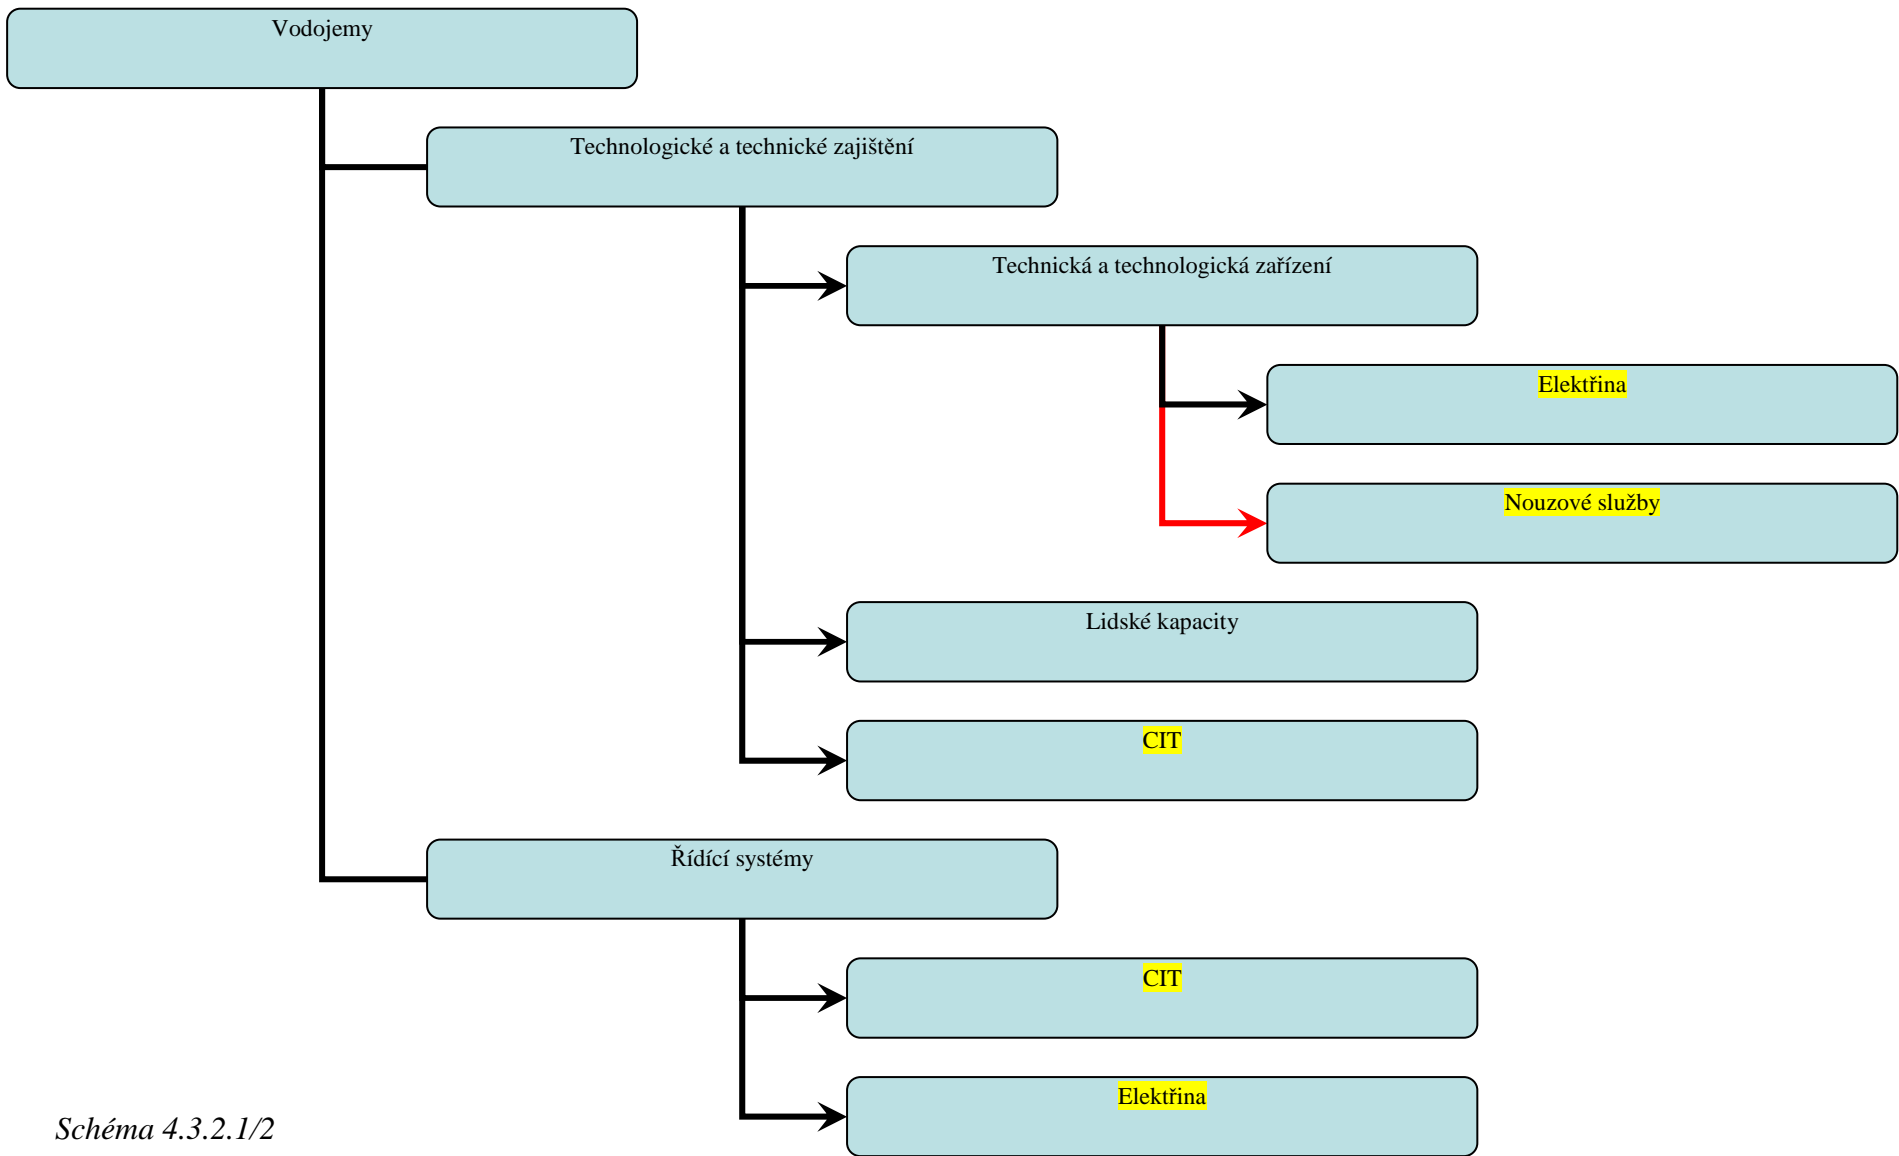 Vodojemy
Technologické a technické zajištění
Technická a technologická zařízení
Elektřina
Nouzové služby
Lidské kapacity
CIT
Řídící systémy
CIT
Elektřina
Schéma 4.3.2.1/2